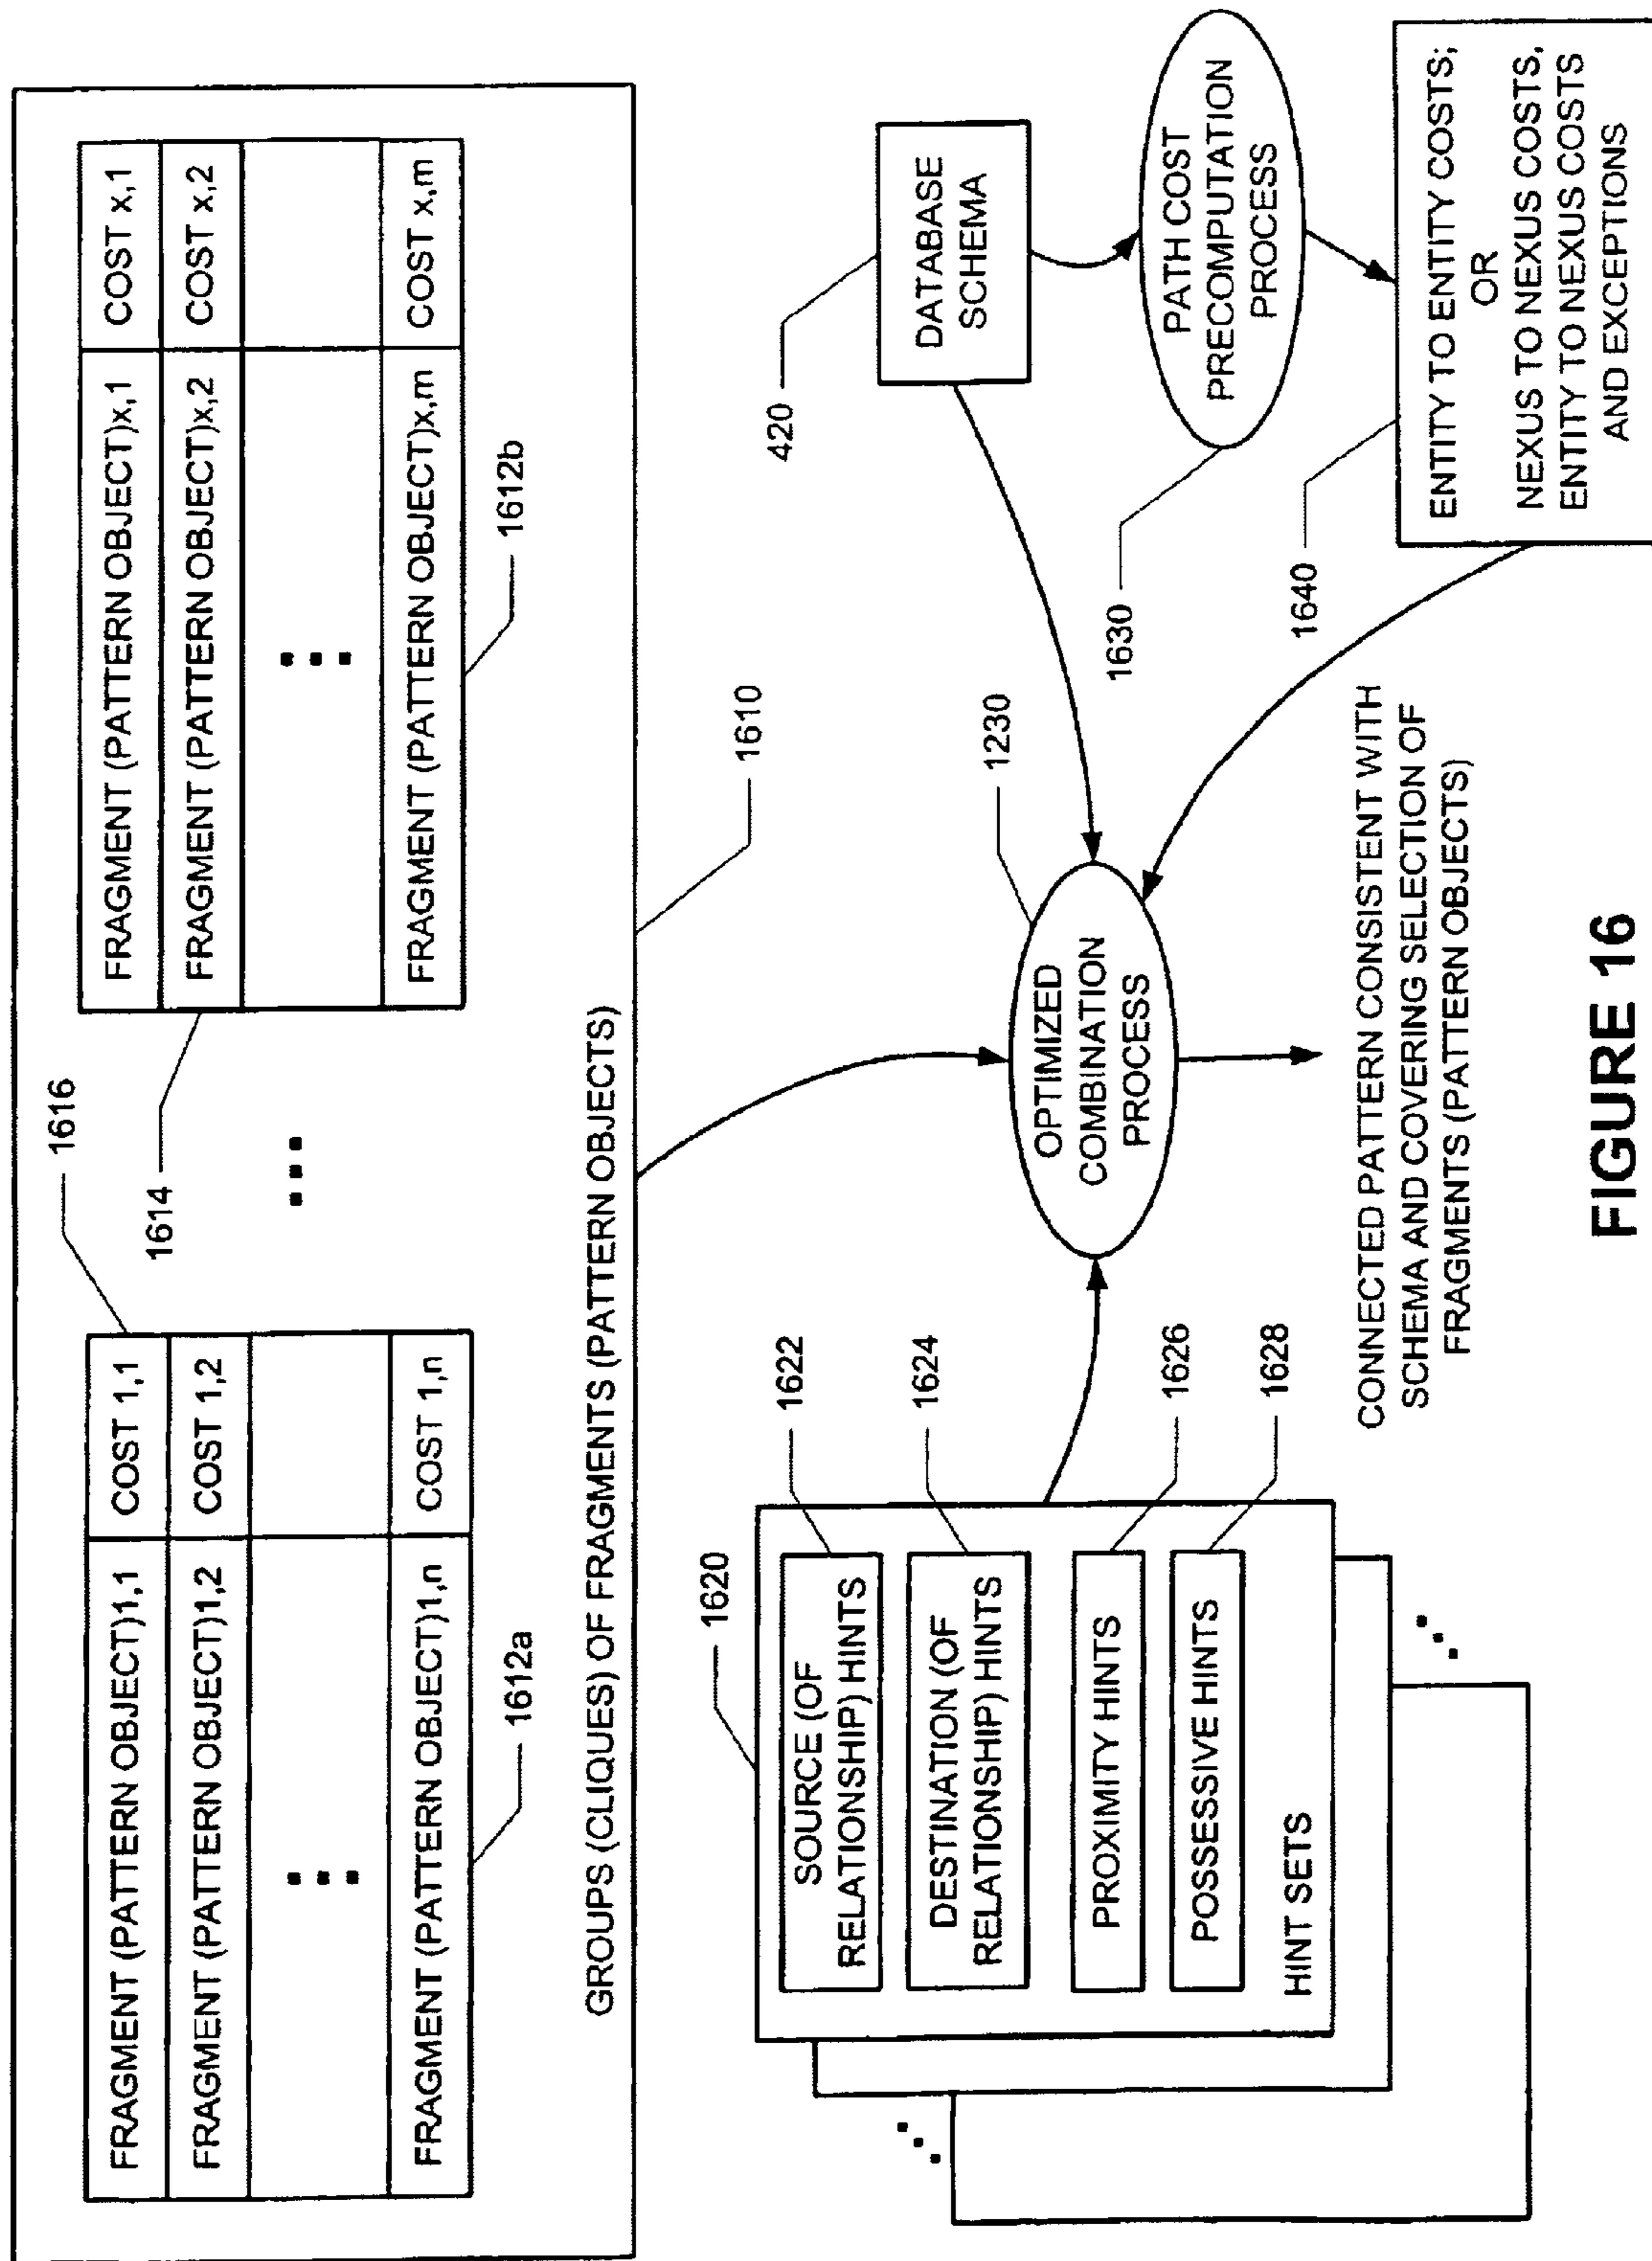 1616
FRAGMENT (PATTERN OBJECT)1,1 COST 1,1
FRAGMENT (PATTERN OBJECT)1,2 COST 1,2
FRAGMENT (PATTERN OBJECT)1,n COST 1,n
1612a
1614
FRAGMENT (PATTERN OBJECT)x,1 COST x,1
FRAGMENT (PATTERN OBJECT)x,2 COST x,2
FRAGMENT (PATTERN OBJECT)x,m COST x,m
1612b
GROUPS (CLIQUES) OF FRAGMENTS (PATTERN OBJECTS)
1610
1620
SOURCE (OF
RELATIONSHIP) HINTS
1622
DESTINATION (OF
RELATIONSHIP) HINTS
1624
PROXIMITY HINTS
1626
POSSESSIVE HINTS
1628
HINT SETS
OPTIMIZED
COMBINATION
PROCESS
1230
420
DATABASE
SCHEMA
1630
PATH COST
PRECOMPUTATION
PROCESS
1640
ENTITY TO ENTITY COSTS;
OR
NEXUS TO NEXUS COSTS,
ENTITY TO NEXUS COSTS
AND EXCEPTIONS
CONNECTED PATTERN CONSISTENT WITH
SCHEMA AND COVERING SELECTION OF
FRAGMENTS (PATTERN OBJECTS)
FIGURE 16